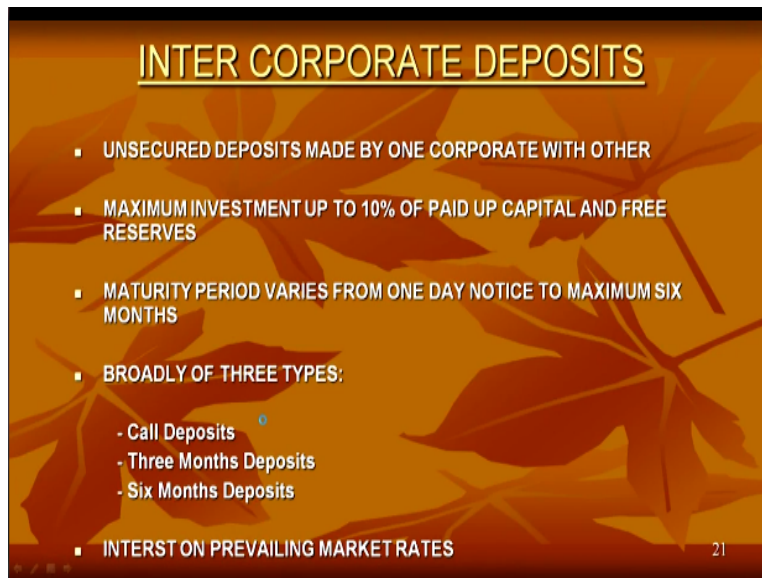 INTER CORPORATE DEPOSITS
▪ UNSECURED DEPOSITS MADE BY ONE CORPORATE WITH OTHER
▪ MAXIMUM INVESTMENT UP TO 10% OF PAID UP CAPITAL AND FREE
RESERVES
▪ MATURITY PERIOD VARIES FROM ONE DAY NOTICE TO MAXIMUM SIX
MONTHS
▪ BROADLY OF THREE TYPES:
- Call Deposits
- Three Months Deposits
- Six Months Deposits
▪ INTERST ON PREVAILING MARKET RATES
21